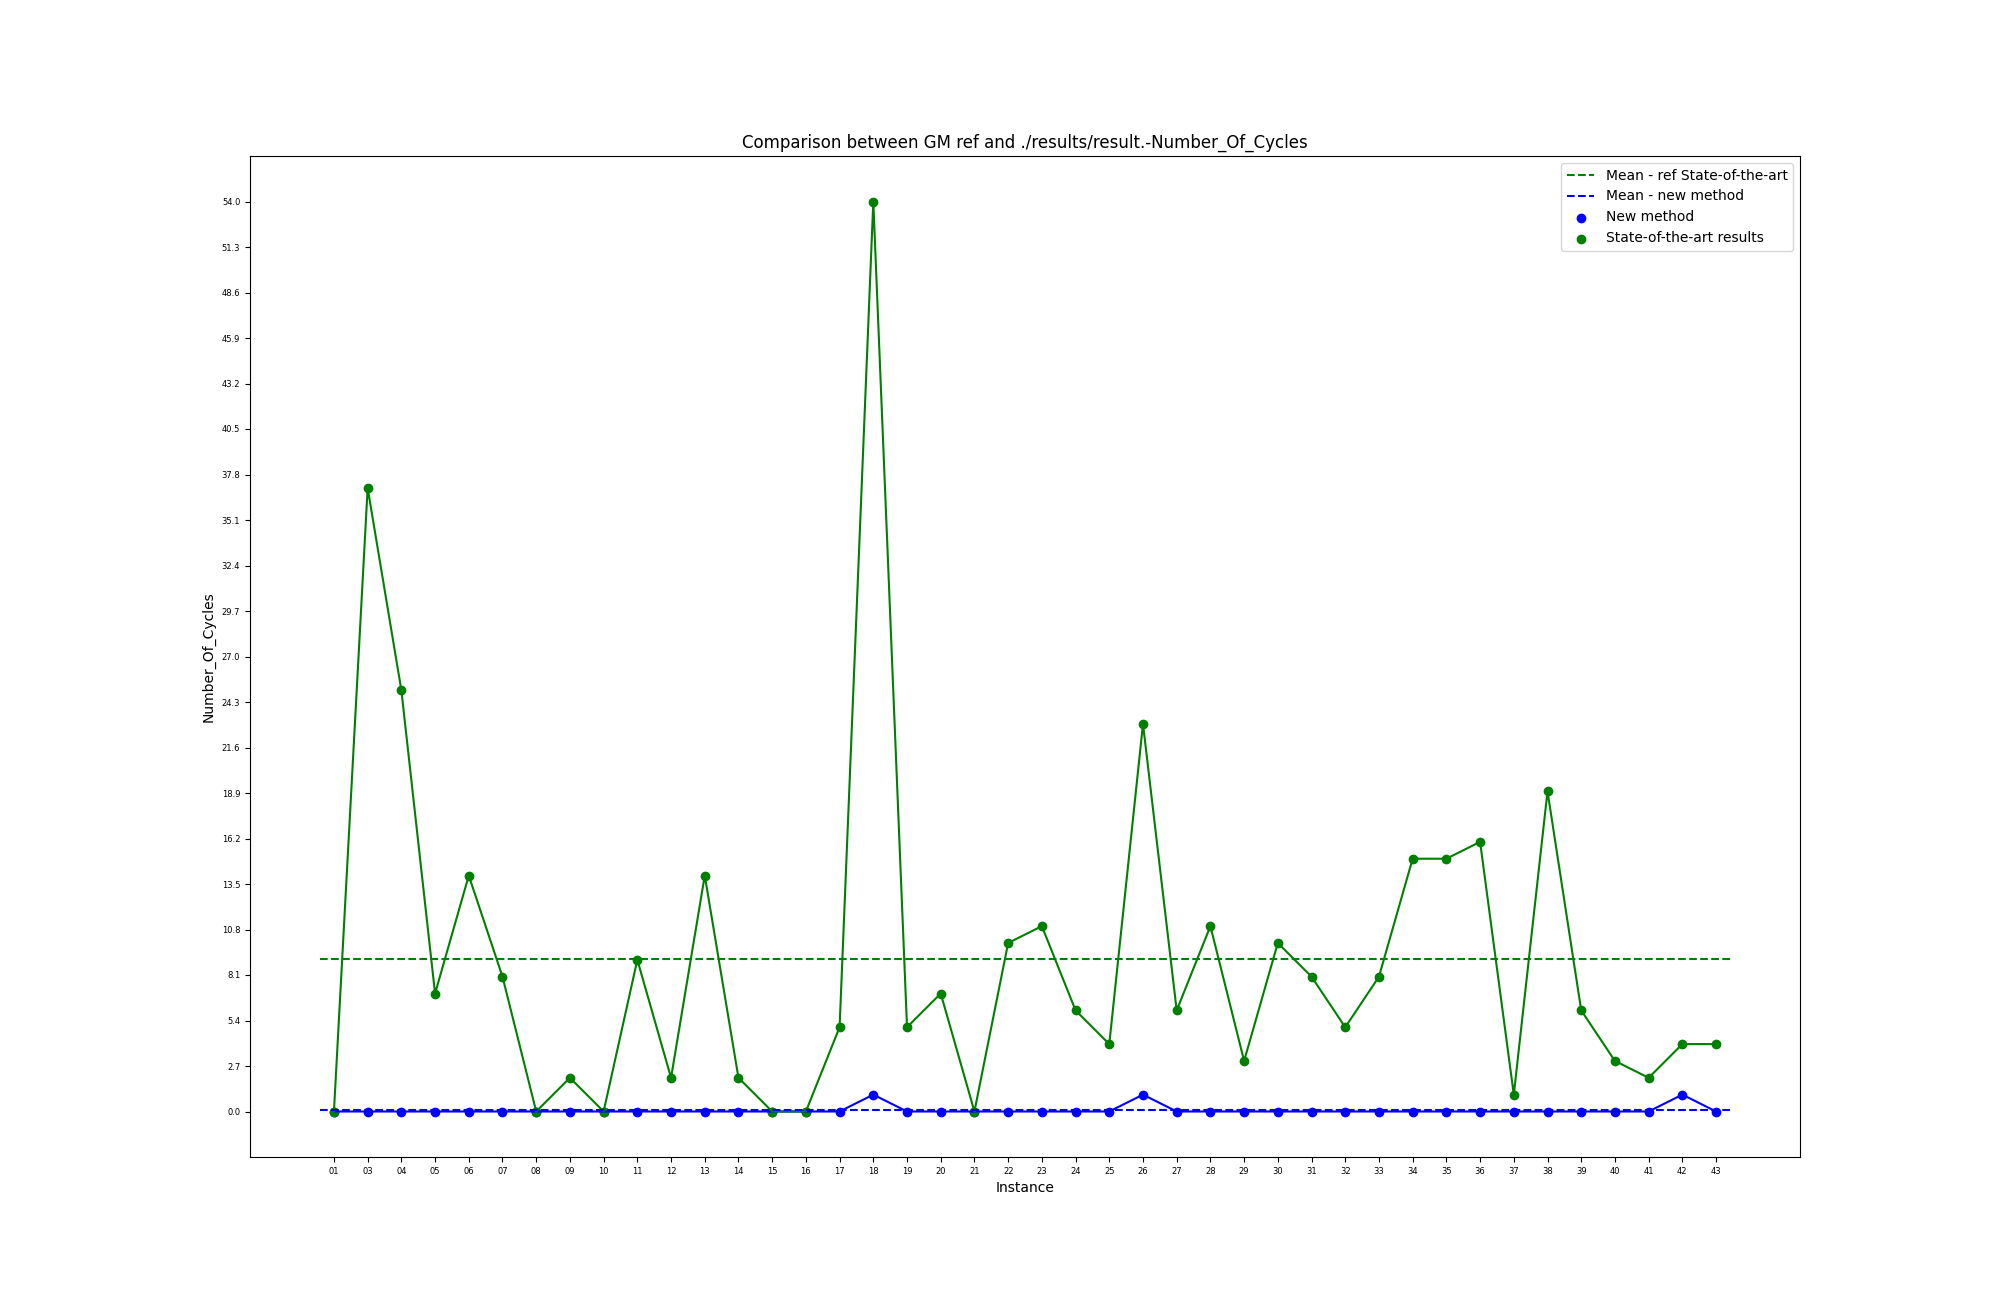 Comparison between GM ref and ./results/result.-Number_Of_Cycles
Mean - ref State-of-the-art
Mean - new method
New method
State-of-the-art results
54.0
51.3
48.6
45.9
43.2
40.5
37.8
35.1
32.4
29.7
27.0
24.3
21.6
18.9
16.2
13.5
10.8
8.1
5.4
2.7
0.0
Number_Of_Cycles
01 03 04 05 06 07 08 09 10 11 12 13 14 15 16 17 18 19 20 21 22 23 24 25 26 27 28 29 30 31 32 33 34 35 36 37 38 39 40 41 42 43
Instance